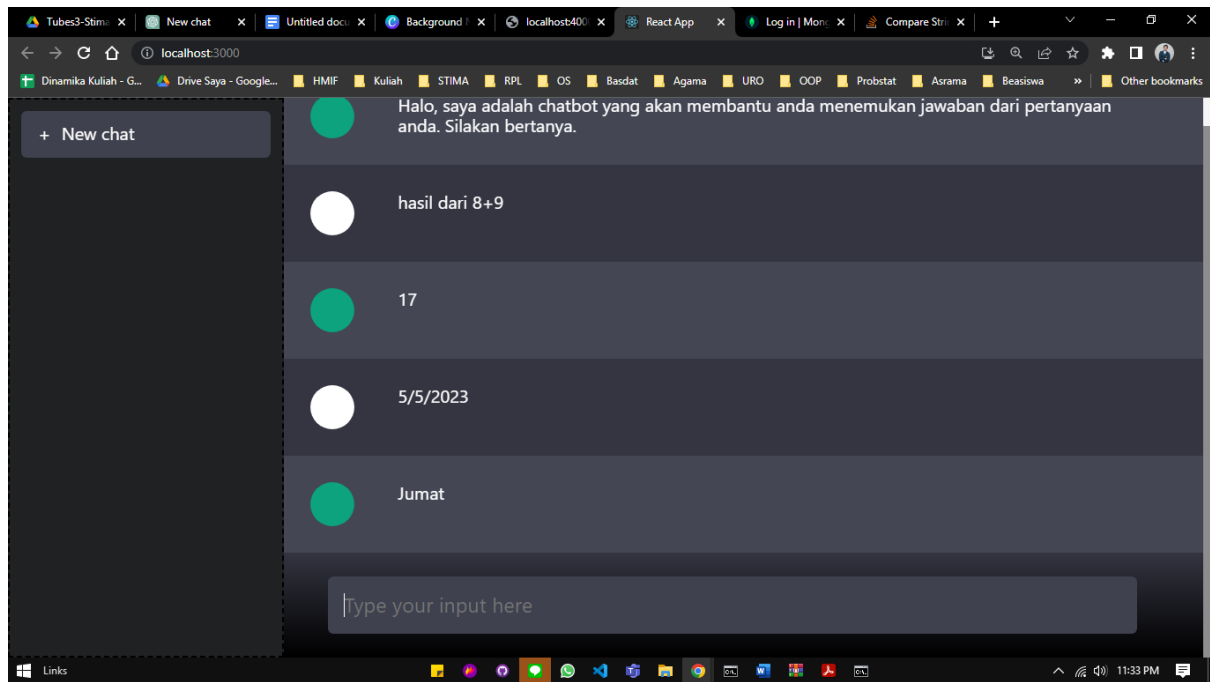 Tubes3-Stima
New chat
Untitled docu
Background
localhost:400
React App
Log in | Mong
Compare Stri
localhost:3000
Dinamika Kuliah - G...
Drive Saya - Google...
HMIF
Kuliah
STIMA
RPL
OS
Basdat
Agama
URO
OOP
Probstat
Asrama
Beasiswa
»
Other bookmarks
+ New chat
Halo, saya adalah chatbot yang akan membantu anda menemukan jawaban dari pertanyaan
anda. Silakan bertanya.
hasil dari 8+9
17
5/5/2023
Jumat
Type your input here
Links
11:33 PM